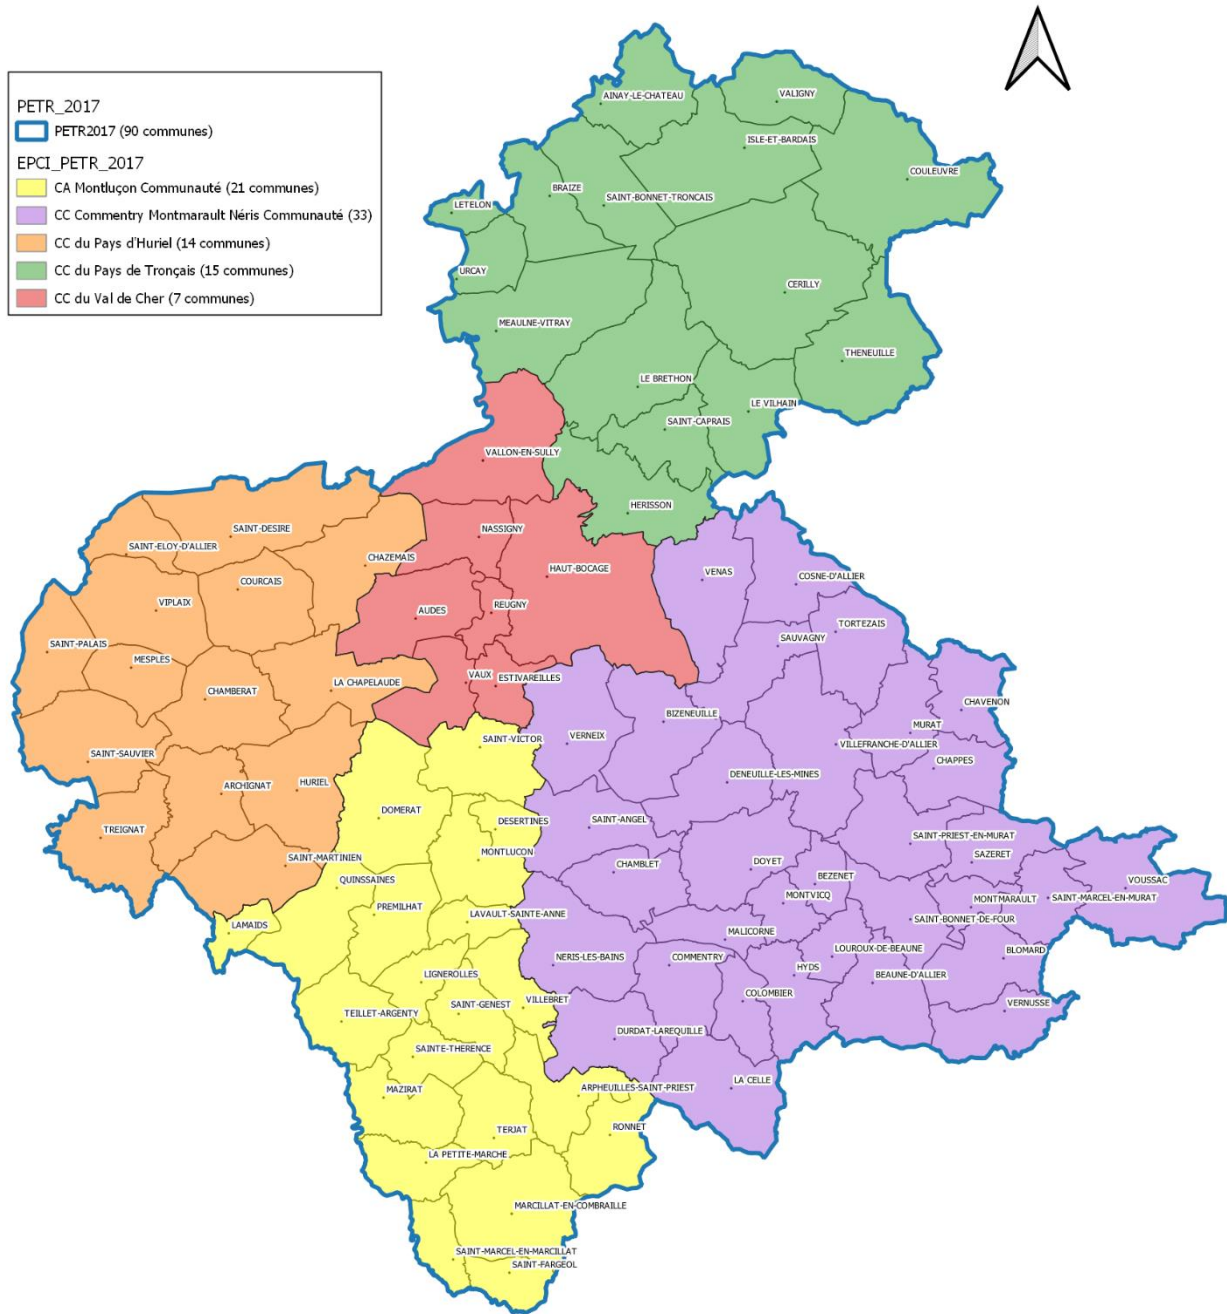 PETR_2017
PETR2017 (90 communes)
EPCI_PETR_2017
CA Montluçon Communauté (21 communes)
CC Commentry Montmarault Néris Communauté (33)
CC du Pays d'Huriel (14 communes)
CC du Pays de Tronçais (15 communes)
CC du Val de Cher (7 communes)
AINAY-LE-CHATEAU
VALIGNY
ISLE-ET-BARDAIS
COULEUVRE
BRAIZE
SAINT-BONNET-TRONCAIS
LETELON
URCAY
CERILLY
MEAULNE-VITRAY
THENEUILLE
LE BRETHON
LE VILHAIN
SAINT-CAPRAIS
VALLON-EN-SULLY
HERISSON
SAINT-DESIRE
NASSIGNY
SAINT-ELOY-D'ALLIER
CHAZEMAIS
HAUT-BOCAGE
VENAS
COSNE-D'ALLIER
COURCAIS
VIPLAIX
AUDES
REUGNY
TORTEZAIS
SAUVAGNY
SAINT-PALAIS
MESPLES
VAUX
ESTIVAREILLES
LA CHAPELAUDE
CHAMBERAT
CHAVENON
BIZENEUILLE
MURAT
SAINT-VICTOR
VERNEIX
VILLEFRANCHE-D'ALLIER
SAINT-SAUVIER
CHAPPES
HURIEL
ARCHIGNAT
DENEUILLE-LES-MINES
DOMERAT
DESERTINES
SAINT-ANGEL
TREIGNAT
SAINT-PRIEST-EN-MURAT
SAZERET
SAINT-MARTINIEN
MONTLUCON
CHAMBLET
DOYET
BEZENET
VOUSSAC
QUINSSAINES
MONTVICQ
MONTMARAULT
SAINT-MARCEL-EN-MURAT
PREMILHAT
LAVAULT-SAINTE-ANNE
SAINT-BONNET-DE-FOUR
LAMAIDS
MALICORNE
LOUROUX-DE-BEAUNE
BLOMARD
NERIS-LES-BAINS
COMMENTRY
HYDS
BEAUNE-D'ALLIER
LIGNEROLLES
COLOMBIER
SAINT-GENEST
VILLEBRET
VERNUSSE
TEILLET-ARGENTY
DURDAT-LAREQUILLE
SAINTE-THERENCE
LA CELLE
MAZIRAT
ARPHEUILLES-SAINT-PRIEST
TERJAT
RONNET
LA PETITE-MARCHE
MARCILLAT-EN-COMBRAILLE
SAINT-MARCEL-EN-MARCILLAT
SAINT-FARGEOL